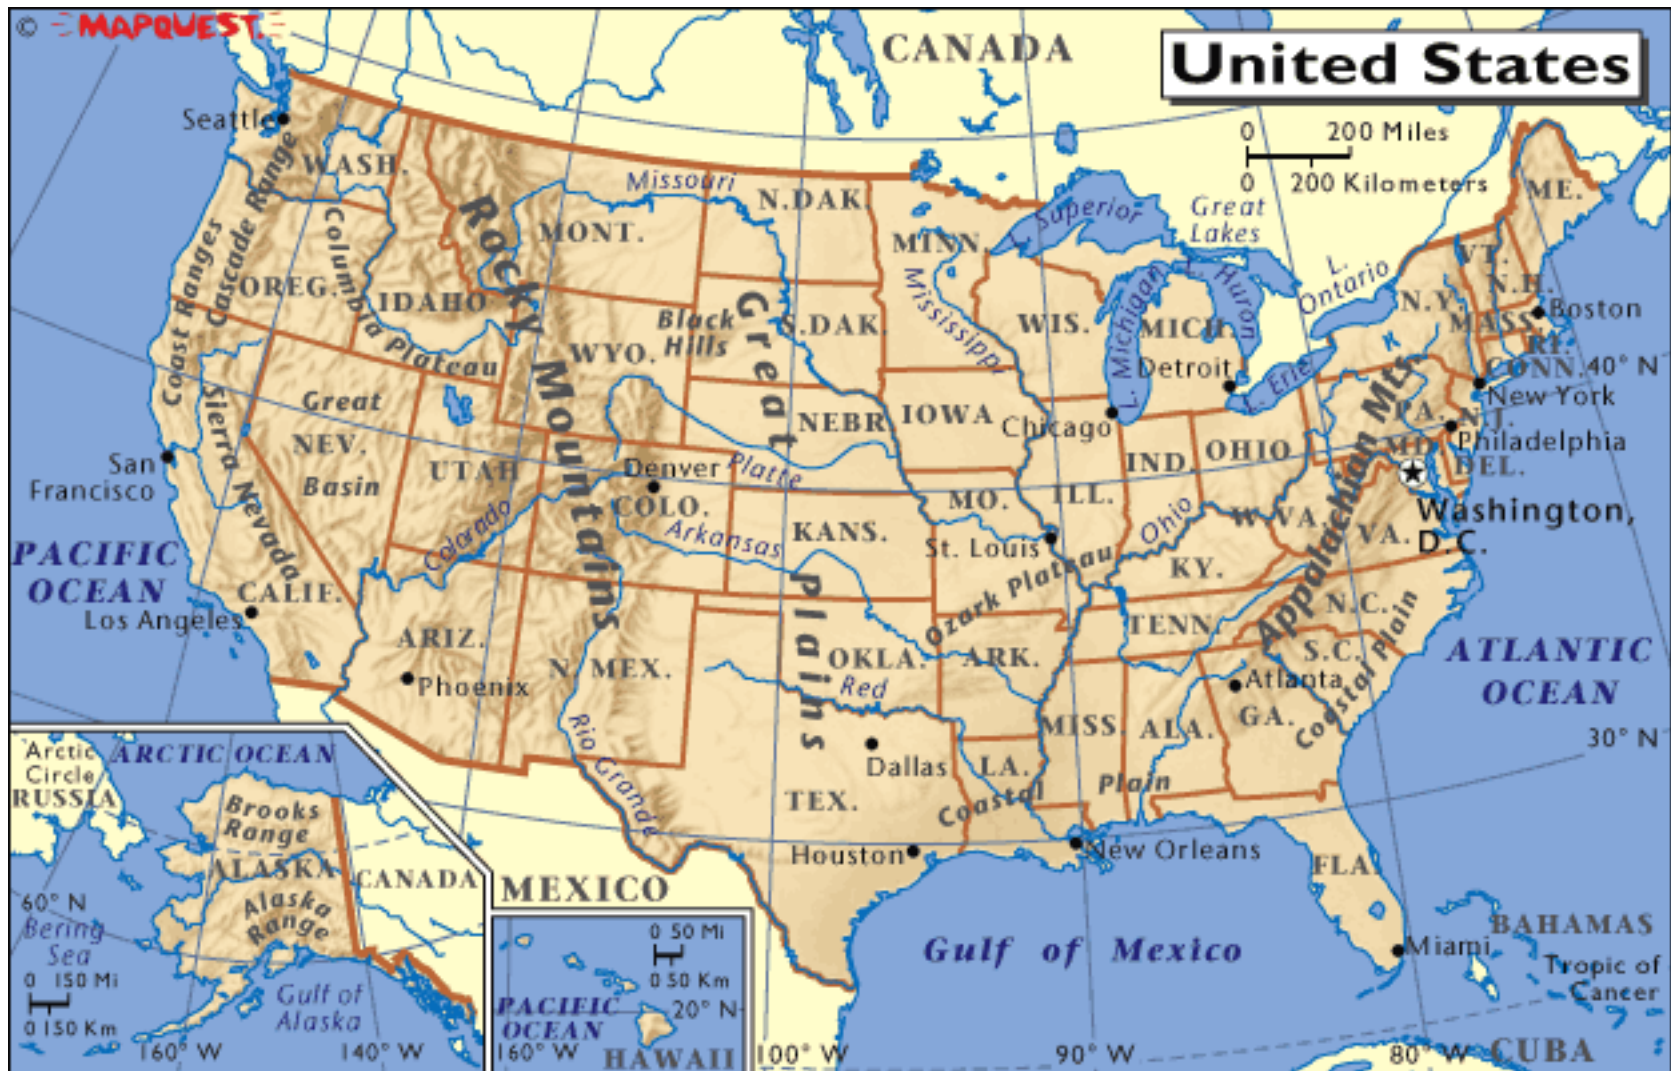 © MAPQUEST.
CANADA
United States
0 200 Miles
0 200 Kilometers
Seattle
WASH.
Missouri
N.DAK.
ME.
Rocky Mountains
MONT.
MINN.
L. Superior
Great
Lakes
Coast Ranges
Cascade Range
Columbia Plateau
OREG.
IDAHO
Great Plains
S.DAK.
Black
Hills
WYO.
Mississippi
WIS.
L. Michigan
MICH.
L. Huron
L.
Ontario
VT.
N.H.
N.Y.
Boston
MASS.
RI.
CONN.
40° N
Detroit
L. Erie
New York
Sierra Nevada
Great
Basin
NEV.
UTAH
NEBR.
IOWA
Chicago
PA.
N.J.
Philadelphia
MD.
DEL.
San
Francisco
Denver
Platte
COLO.
Colorado
Arkansas
KANS.
MO.
ILL.
IND.
OHIO
Ohio
W.VA.
VA.
Washington,
D.C.
Appalachian Mts.
PACIFIC
OCEAN
CALIF.
Los Angeles
St. Louis
Ozark Plateau
KY.
N.C.
TENN.
ARIZ.
Phoenix
N. MEX.
OKLA.
ARK.
Red
S.C.
Atlanta
GA.
Coastal Plain
ATLANTIC
OCEAN
30° N
Rio Grande
Dallas
TEX.
LA.
MISS.
ALA.
Coastal Plain
Houston
New Orleans
FLA.
MEXICO
Gulf of Mexico
Miami
BAHAMAS
Tropic of
Cancer
CUBA
100° W
90° W
80° W
Arctic
Circle
ARCTIC OCEAN
RUSSIA
Brooks
Range
ALASKA
CANADA
Alaska
Range
60° N
Bering
Sea
0 150 Mi
0 150 Km
Gulf of
Alaska
160° W
140° W
0 50 Mi
0 50 Km
PACIFIC
OCEAN
20° N
160° W
HAWAII